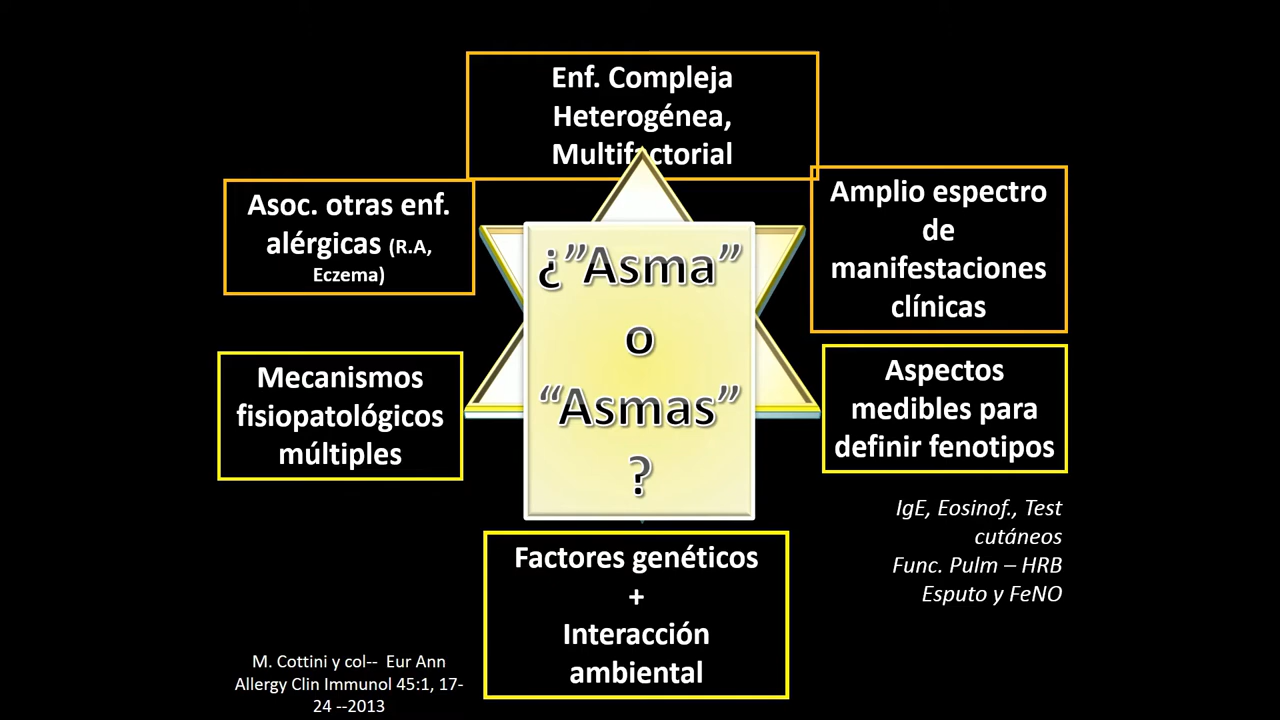 Enf. Compleja
Heterogénea,
Multifactorial
Asoc. otras enf.
alérgicas (R.A,
Eczema)
Amplio espectro
de
manifestaciones
clínicas
¿”Asma”
o
“Asmas”
?
Mecanismos
fisiopatológicos
múltiples
Aspectos
medibles para
definir fenotipos
IgE, Eosinof., Test
cutáneos
Func. Pulm – HRB
Esputo y FeNO
Factores genéticos
+
Interacción
ambiental
M. Cottini y col-- Eur Ann
Allergy Clin Immunol 45:1, 17-
24 --2013